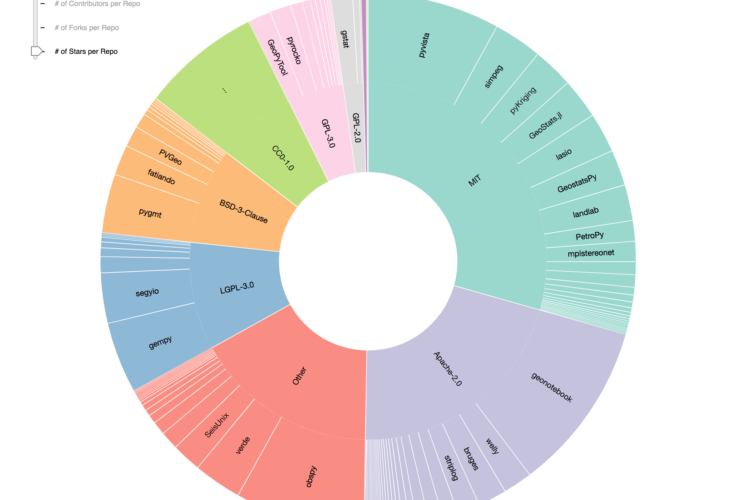 # of Contributors per Repo
# of Forks per Repo
# of Stars per Repo
pyvista
simpeg
pyKriging
GeoStats.jl
lasio
GeostatsPy
landlab
PetroPy
mplstereonet
MIT
geonotebook
Apache-2.0
welly
bruges
striplog
obspy
verde
SeisUnix
Other
gempy
segyio
LGPL-3.0
pygmt
fatiando
PVGeo
BSD-3-Clause
...
CC0-1.0
GeoPyTool
pyrocko
GPL-3.0
gstat
GPL-2.0